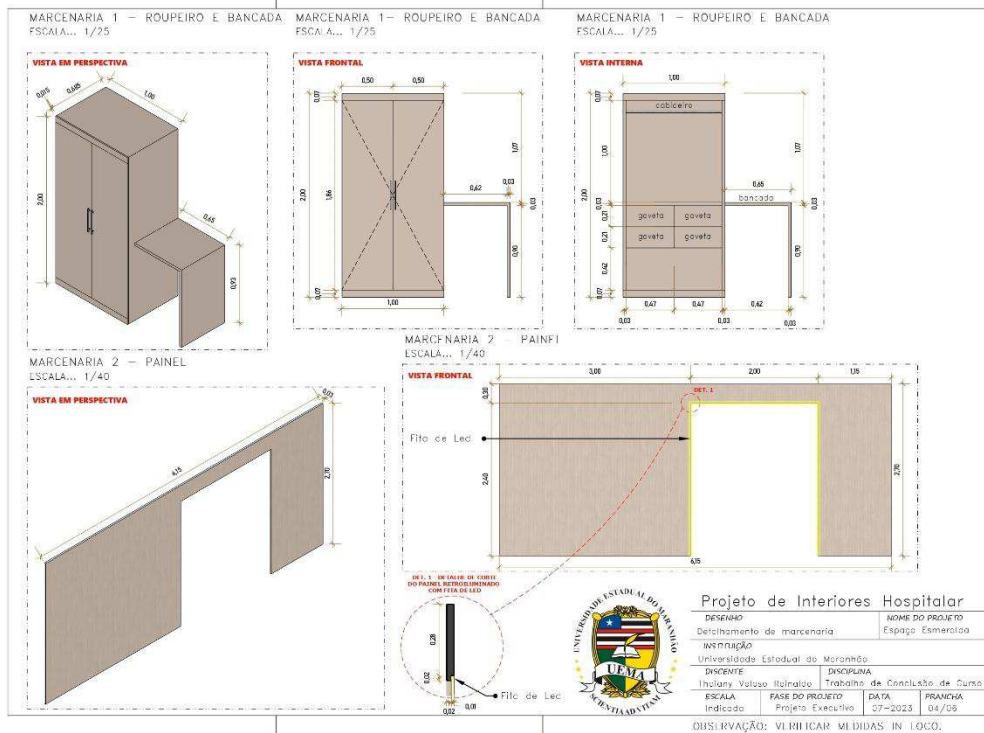 MARCENARIA 1 - ROUPEIRO E BANCADA
ESCALA... 1/25
VISTA EM PERSPECTIVA
0,015
0,685
1,00
2,00
0,65
0,93
MARCENARIA 1 - ROUPEIRO E BANCADA
ESCALA... 1/25
VISTA FRONTAL
0,50
0,50
0,07
2,00
1,86
1,07
0,62
0,03
0,03
0,90
0,07
1,00
MARCENARIA 1 - ROUPEIRO E BANCADA
ESCALA... 1/25
VISTA INTERNA
1,00
0,07
cabideiro
1,00
1,07
2,00
0,65
bancada
0,03
0,03
0,21
gaveta
gaveta
0,21
gaveta
gaveta
0,90
0,62
0,07
0,47
0,47
0,62
0,03
0,03
0,03
MARCENARIA 2 - PAINEL
ESCALA... 1/40
VISTA EM PERSPECTIVA
0,03
6,15
2,70
MARCENARIA 2 - PAINEL
ESCALA... 1/40
VISTA FRONTAL
3,00
2,00
1,15
0,30
DET. 1
Fita de Led
2,40
2,70
6,15
DET. 1 DETALHE DE CORTE
DO PAINEL RETROILUMINADO
COM FITA DE LED
0,28
0,02
Fita de Led
0,01
0,02
UNIVERSIDADE ESTADUAL DO MARANHÃO
UEMA
SCIENTIA AD VITAM
Projeto de Interiores Hospitalar
DESENHO
NOME DO PROJETO
Detalhamento de marcenaria
Espaço Esmeralda
INSTITUIÇÃO
Universidade Estadual do Maranhão
DISCENTE
DISCIPLINA
Veloso Reinaldo
Trabalho de Conclusão de Curso
ESCALA
FASE DO PROJETO
DATA
PRANCHA
Indicada
Projeto Executivo
07-2023
04/06
OBSERVAÇÃO: VERIFICAR MEDIDAS IN LOCO.